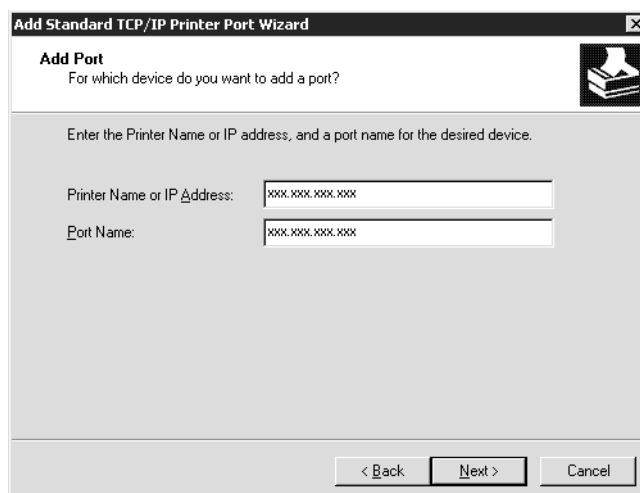 Add Standard TCP/IP Printer Port Wizard
Add Port
For which device do you want to add a port?
Enter the Printer Name or IP address, and a port name for the desired device.
Printer Name or IP Address: xxx.xxx.xxx.xxx
Port Name: xxx.xxx.xxx.xxx
< Back Next > Cancel